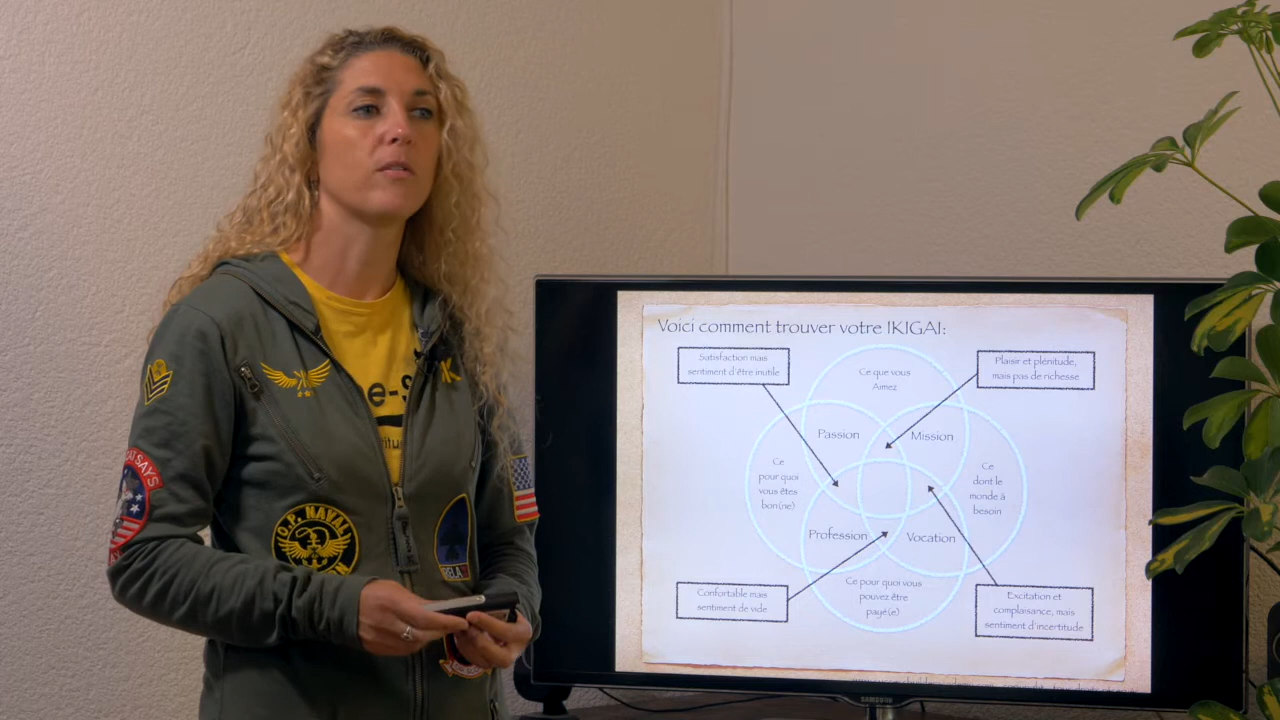 Voici comment trouver votre IKIGAI:
Satisfaction mais
sentiment d'être inutile
Plaisir et plénitude,
mais pas de richesse
Ce que vous
Aimez
Passion
Mission
Ce
pour quoi
vous êtes
bon(ne)
Ce
dont le
monde à
besoin
Profession
Vocation
Ce pour quoi vous
pouvez être
payé(e)
Confortable mais
sentiment de vide
Excitation et
complaisance, mais
sentiment d'incertitude
SAMSUNG
SAYS
O.P. NAVAL